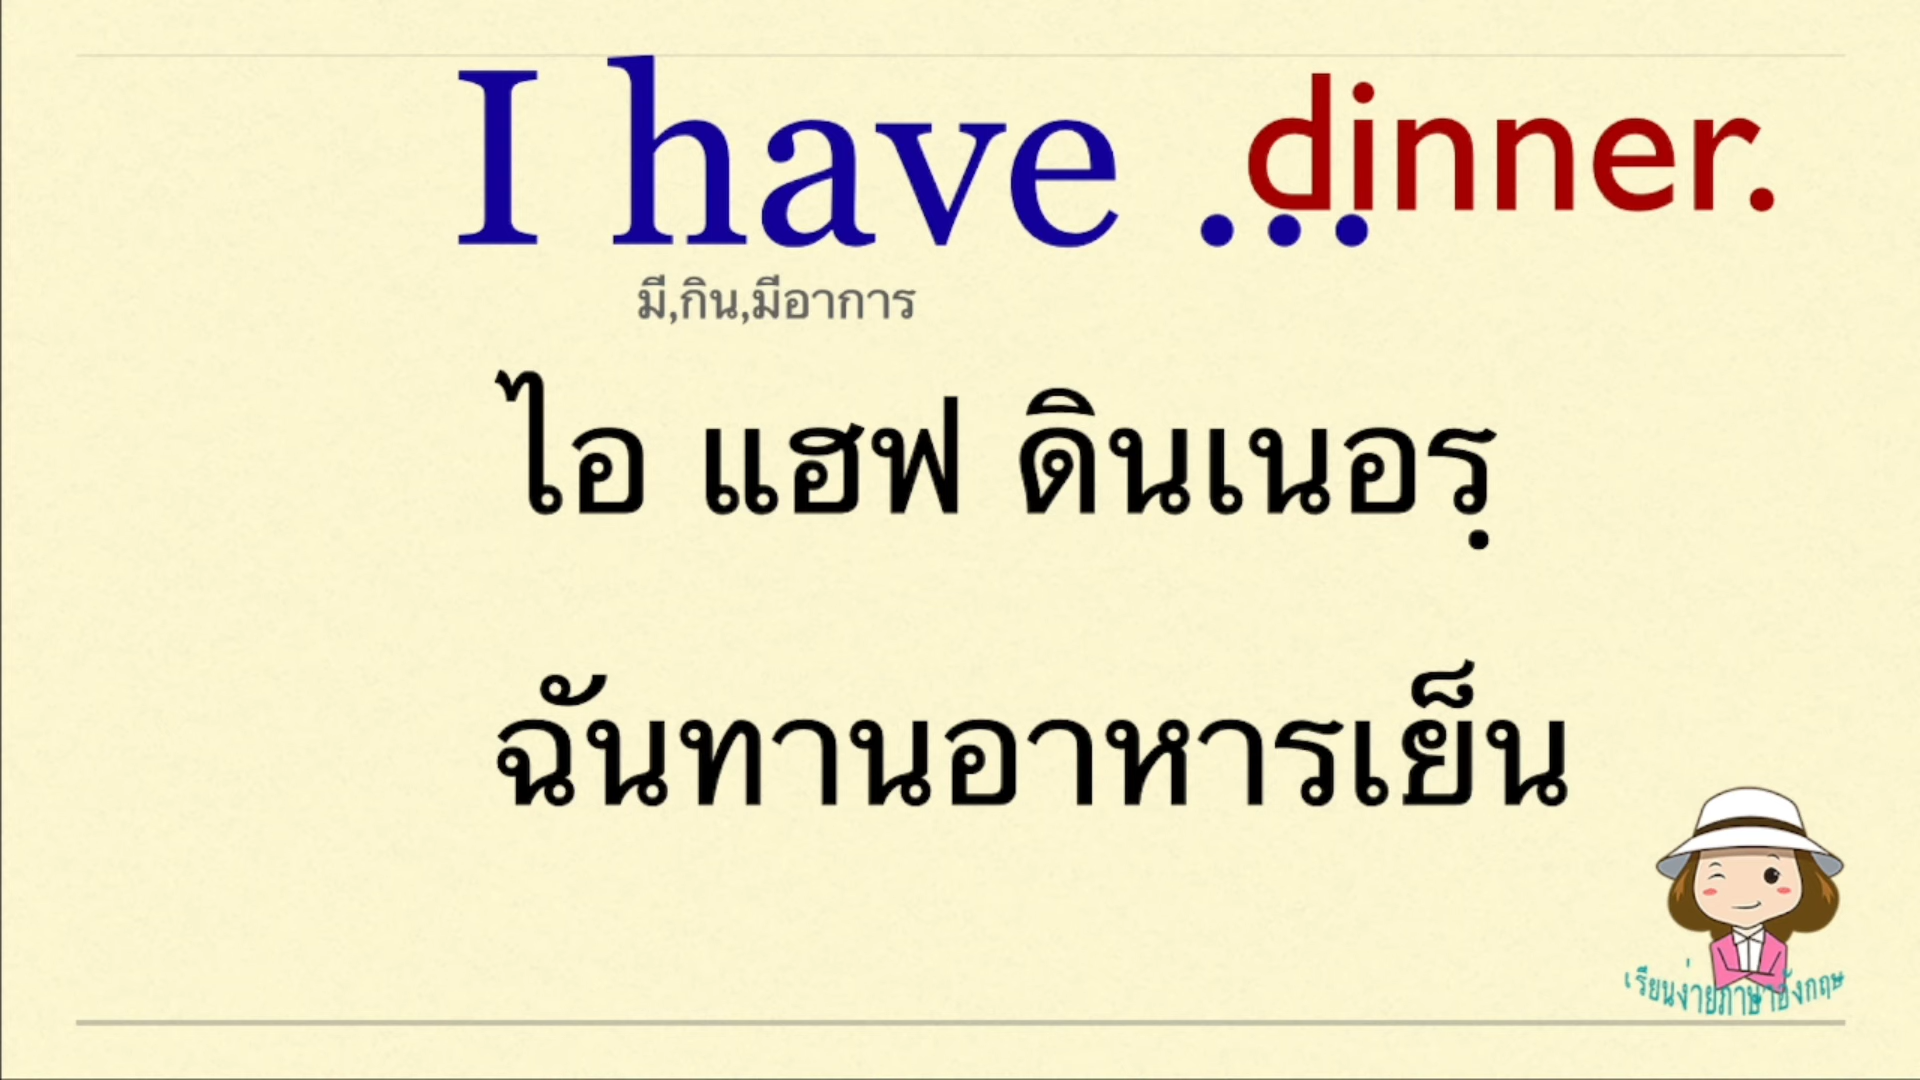 I have ... dinner.
มี,กิน,มีอาการ
ไอ แฮฟ ดินเนอรฺ
ฉันทานอาหารเย็น
เรียนง่ายภาษาอังกฤษ